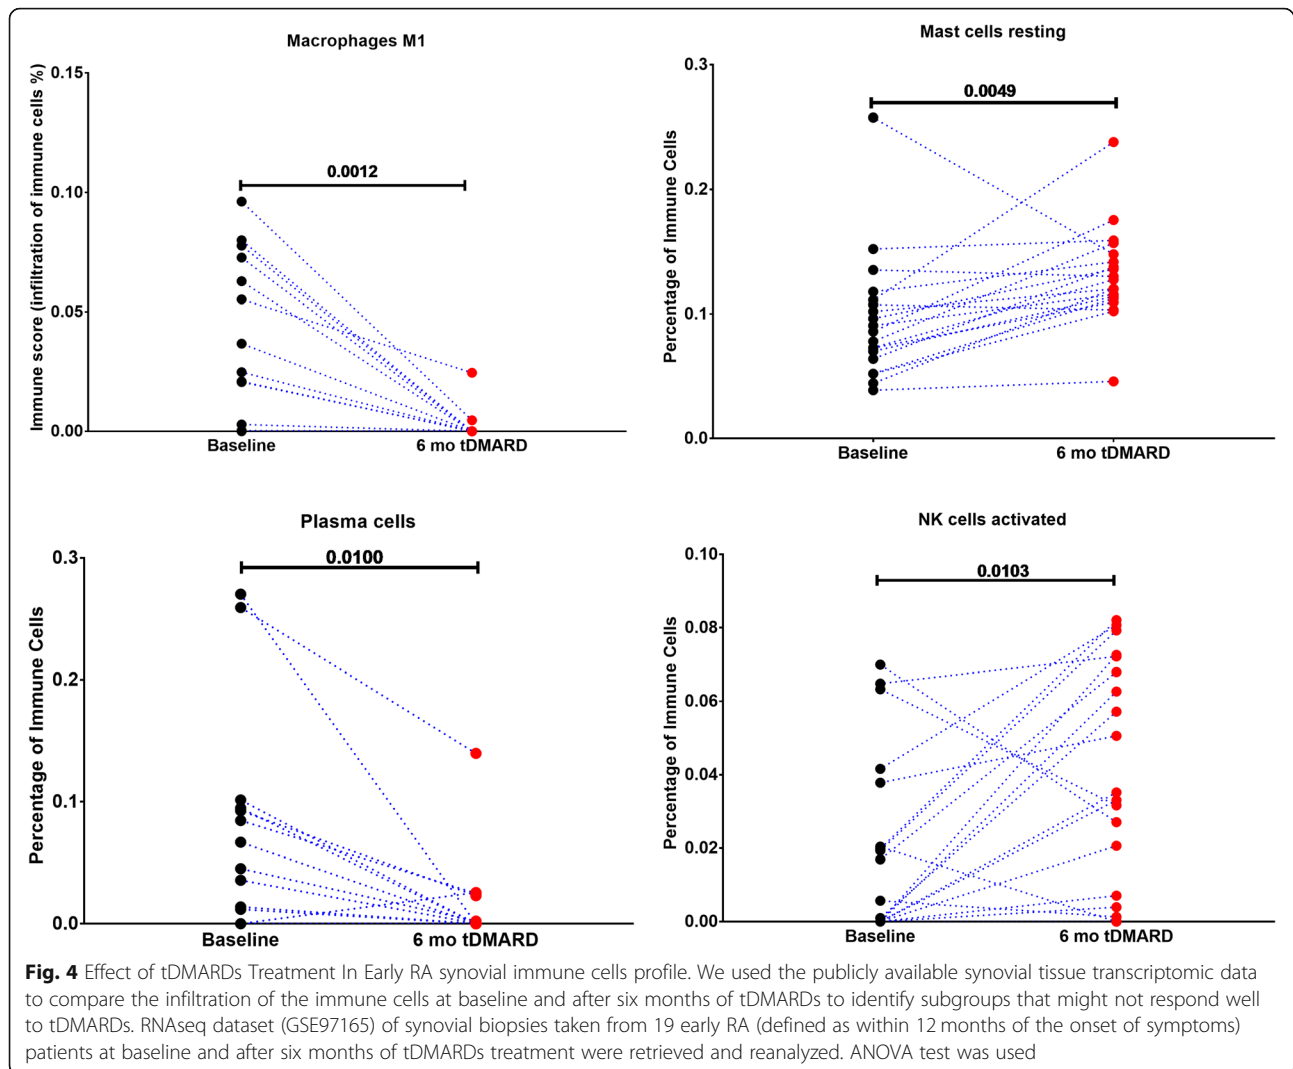 Macrophages M1
Immune score (infiltration of immune cells %)
0.15
0.10
0.05
0.00
0.0012
Baseline
6 mo tDMARD
Mast cells resting
Percentage of Immune Cells
0.3
0.2
0.1
0.0
0.0049
Baseline
6 mo tDMARD
Plasma cells
Percentage of Immune Cells
0.3
0.2
0.1
0.0
0.0100
Baseline
6 mo tDMARD
NK cells activated
Percentage of Immune Cells
0.10
0.08
0.06
0.04
0.02
0.00
0.0103
Baseline
6 mo tDMARD
Fig. 4 Effect of tDMARDs Treatment In Early RA synovial immune cells profile. We used the publicly available synovial tissue transcriptomic data
to compare the infiltration of the immune cells at baseline and after six months of tDMARDs to identify subgroups that might not respond well
to tDMARDs. RNAseq dataset (GSE97165) of synovial biopsies taken from 19 early RA (defined as within 12 months of the onset of symptoms)
patients at baseline and after six months of tDMARDs treatment were retrieved and reanalyzed. ANOVA test was used